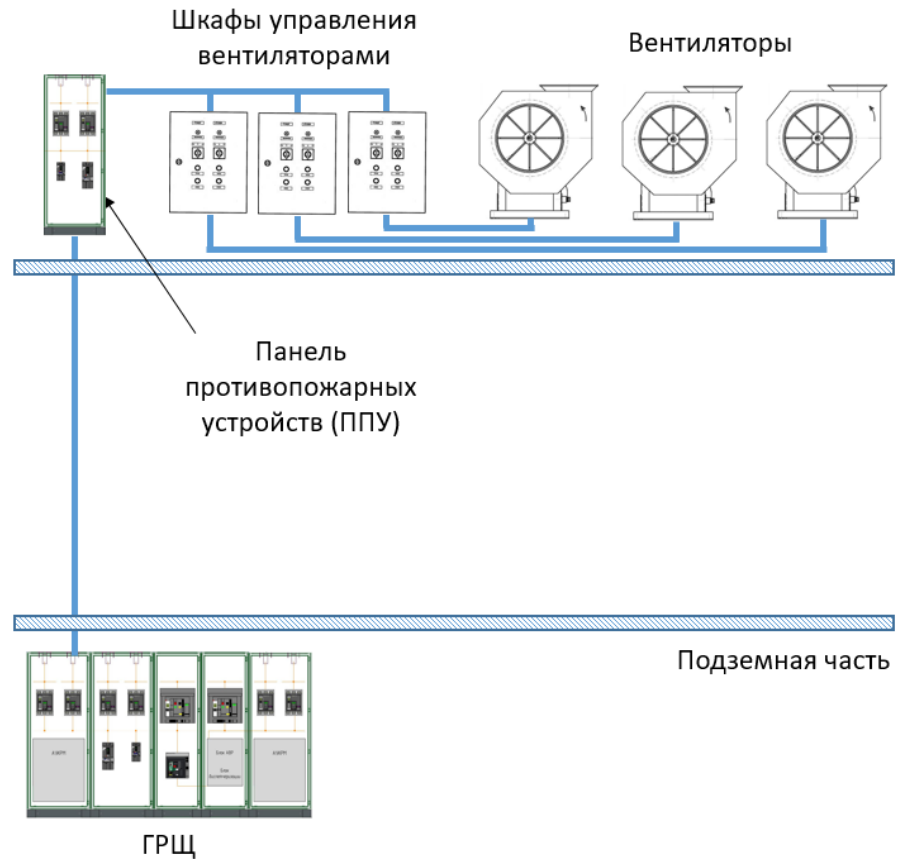 Шкафы управления
вентиляторами
Вентиляторы
Панель
противопожарных
устройств (ППУ)
Подземная часть
ГРЩ